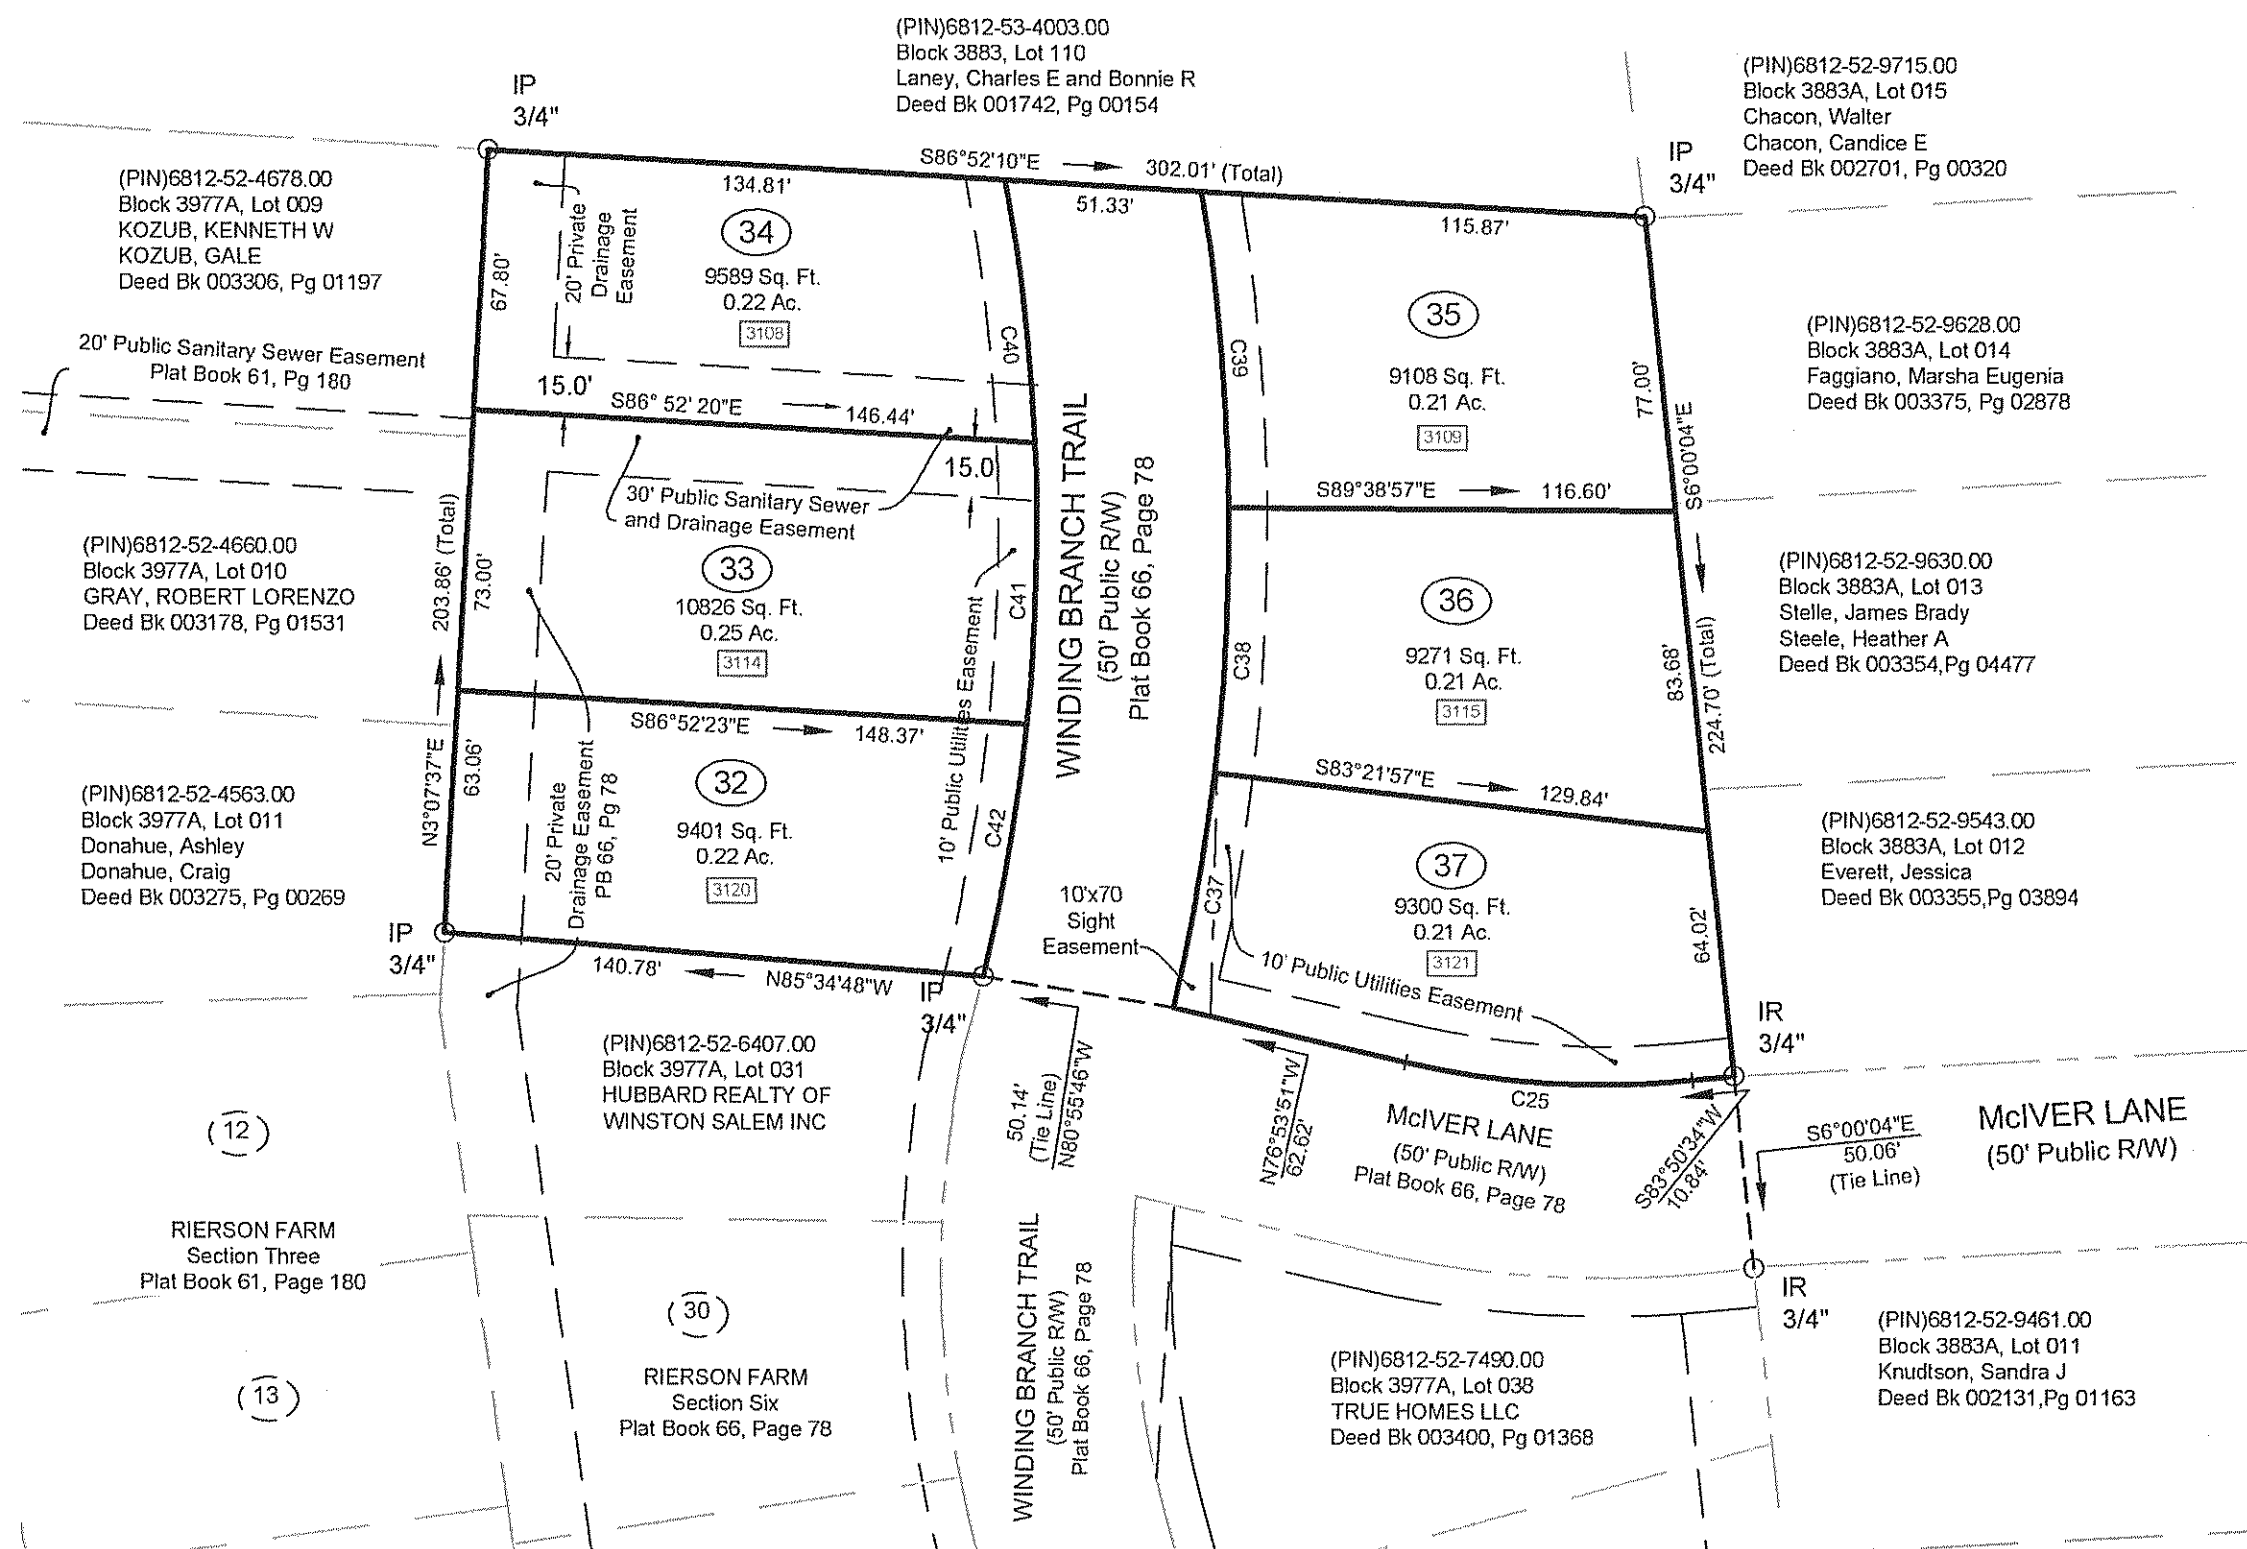 (PIN)6812-53-4003.00
Block 3883, Lot 110
Laney, Charles E and Bonnie R
Deed Bk 001742, Pg 00154
(PIN)6812-52-9715.00
Block 3883A, Lot 015
Chacon, Walter
Chacon, Candice E
Deed Bk 002701, Pg 00320
IP
3/4"
IP
3/4"
S86°52'10"E
302.01' (Total)
134.81'
51.33'
115.87'
(PIN)6812-52-4678.00
Block 3977A, Lot 009
KOZUB, KENNETH W
KOZUB, GALE
Deed Bk 003306, Pg 01197
67.80'
20' Private
Drainage
Easement
34
9589 Sq. Ft.
0.22 Ac.
3108
C40
C39
35
9108 Sq. Ft.
0.21 Ac.
3109
77.00'
S6°00'04"E
(PIN)6812-52-9628.00
Block 3883A, Lot 014
Faggiano, Marsha Eugenia
Deed Bk 003375, Pg 02878
20' Public Sanitary Sewer Easement
Plat Book 61, Pg 180
15.0'
S86° 52' 20"E
146.44'
15.0
30' Public Sanitary Sewer
and Drainage Easement
S89°38'57"E
116.60'
WINDING BRANCH TRAIL
(50' Public R/W)
Plat Book 66, Page 78
203.86' (Total)
73.00'
(PIN)6812-52-4660.00
Block 3977A, Lot 010
GRAY, ROBERT LORENZO
Deed Bk 003178, Pg 01531
33
10826 Sq. Ft.
0.25 Ac.
3114
C41
10' Public Utilities Easement
C38
36
9271 Sq. Ft.
0.21 Ac.
3115
83.68'
224.70' (Total)
(PIN)6812-52-9630.00
Block 3883A, Lot 013
Stelle, James Brady
Steele, Heather A
Deed Bk 003354,Pg 04477
S86°52'23"E
148.37'
S83°21'57"E
129.84'
N3°07'37"E
63.06'
(PIN)6812-52-4563.00
Block 3977A, Lot 011
Donahue, Ashley
Donahue, Craig
Deed Bk 003275, Pg 00269
20' Private
Drainage Easement
PB 66, Pg 78
32
9401 Sq. Ft.
0.22 Ac.
3120
C42
10'x70
Sight
Easement
C37
37
9300 Sq. Ft.
0.21 Ac.
3121
10' Public Utilities Easement
64.02'
(PIN)6812-52-9543.00
Block 3883A, Lot 012
Everett, Jessica
Deed Bk 003355,Pg 03894
IP
3/4"
140.78'
N85°34'48"W
IP
3/4"
IR
3/4"
(PIN)6812-52-6407.00
Block 3977A, Lot 031
HUBBARD REALTY OF
WINSTON SALEM INC
50.14'
(Tie Line)
N80°55'46"W
N76°53'51"W
62.62'
C25
McIVER LANE
(50' Public R/W)
Plat Book 66, Page 78
S83°50'34"W
10.84'
S6°00'04"E
50.06'
(Tie Line)
McIVER LANE
(50' Public R/W)
12
RIERSON FARM
Section Three
Plat Book 61, Page 180
13
30
RIERSON FARM
Section Six
Plat Book 66, Page 78
WINDING BRANCH TRAIL
(50' Public R/W)
Plat Book 66, Page 78
IR
3/4"
(PIN)6812-52-7490.00
Block 3977A, Lot 038
TRUE HOMES LLC
Deed Bk 003400, Pg 01368
(PIN)6812-52-9461.00
Block 3883A, Lot 011
Knudtson, Sandra J
Deed Bk 002131,Pg 01163